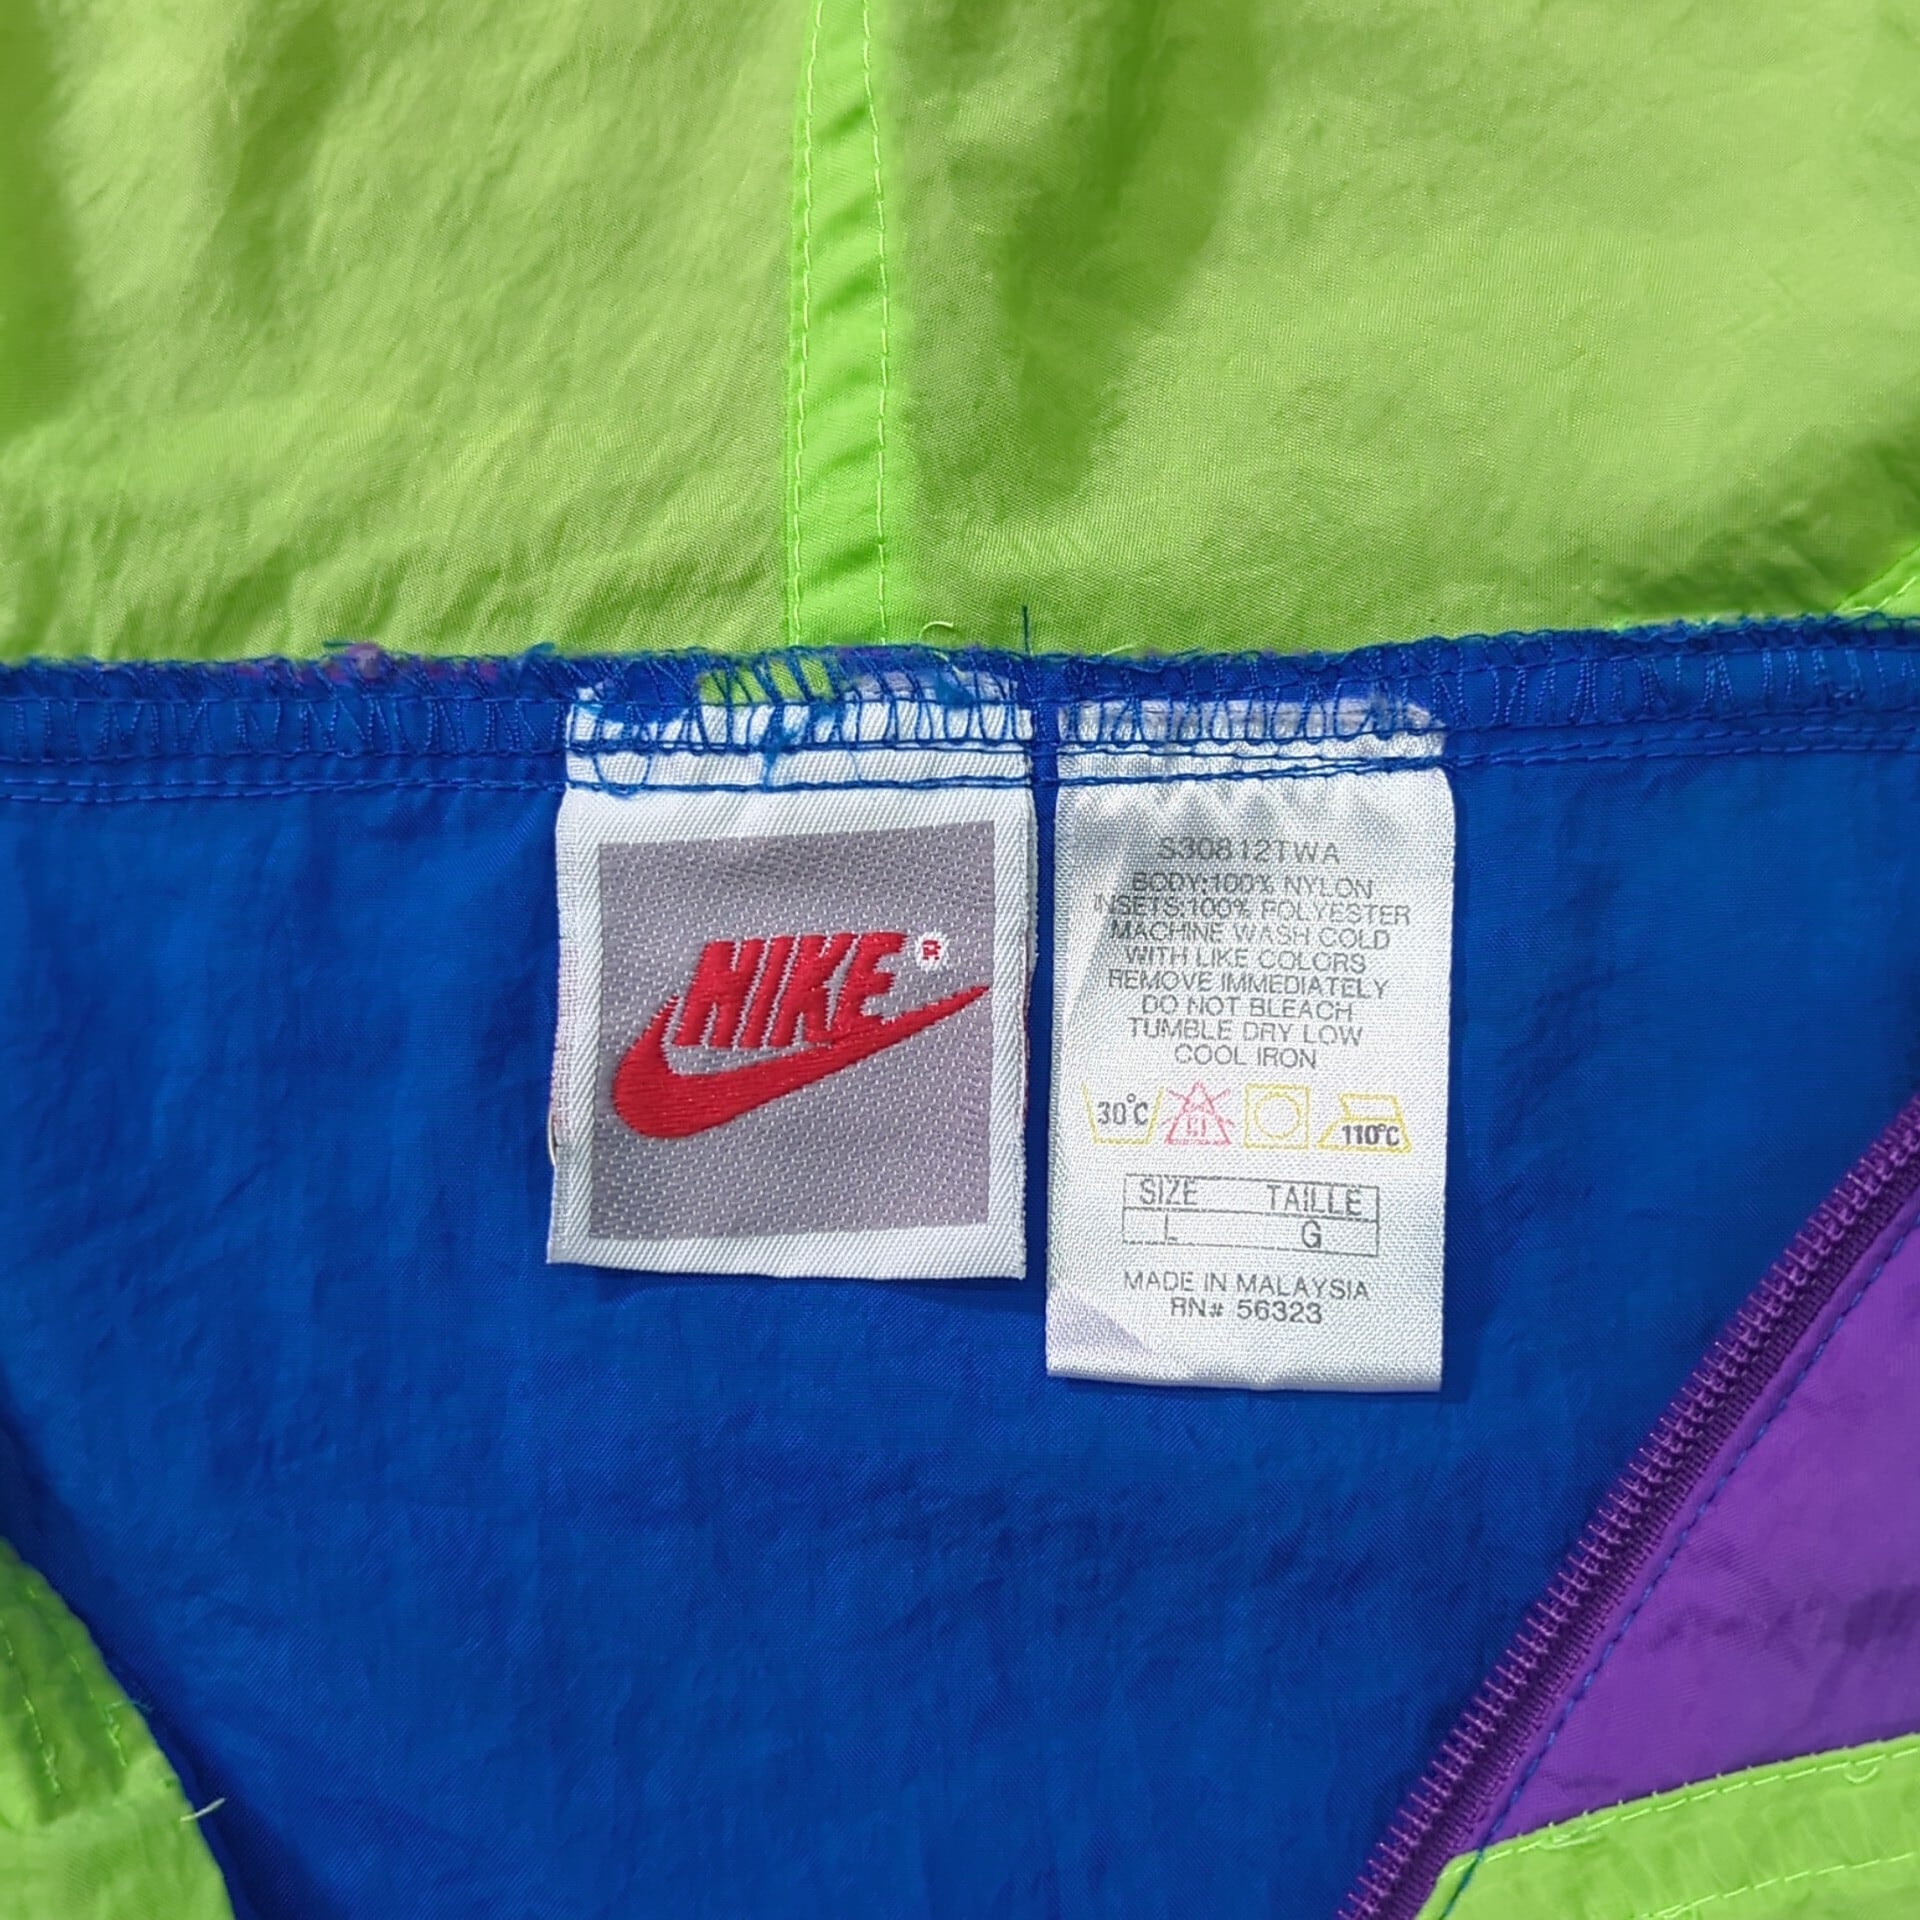 NIKE®
S30812TWA
BODY:100% NYLON
INSETS:100% POLYESTER
MACHINE WASH COLD
WITH LIKE COLORS
REMOVE IMMEDIATELY
DO NOT BLEACH
TUMBLE DRY LOW
COOL IRON
30°C Cl 110°C
SIZE TAILLE
L G
MADE IN MALAYSIA
RN# 56323